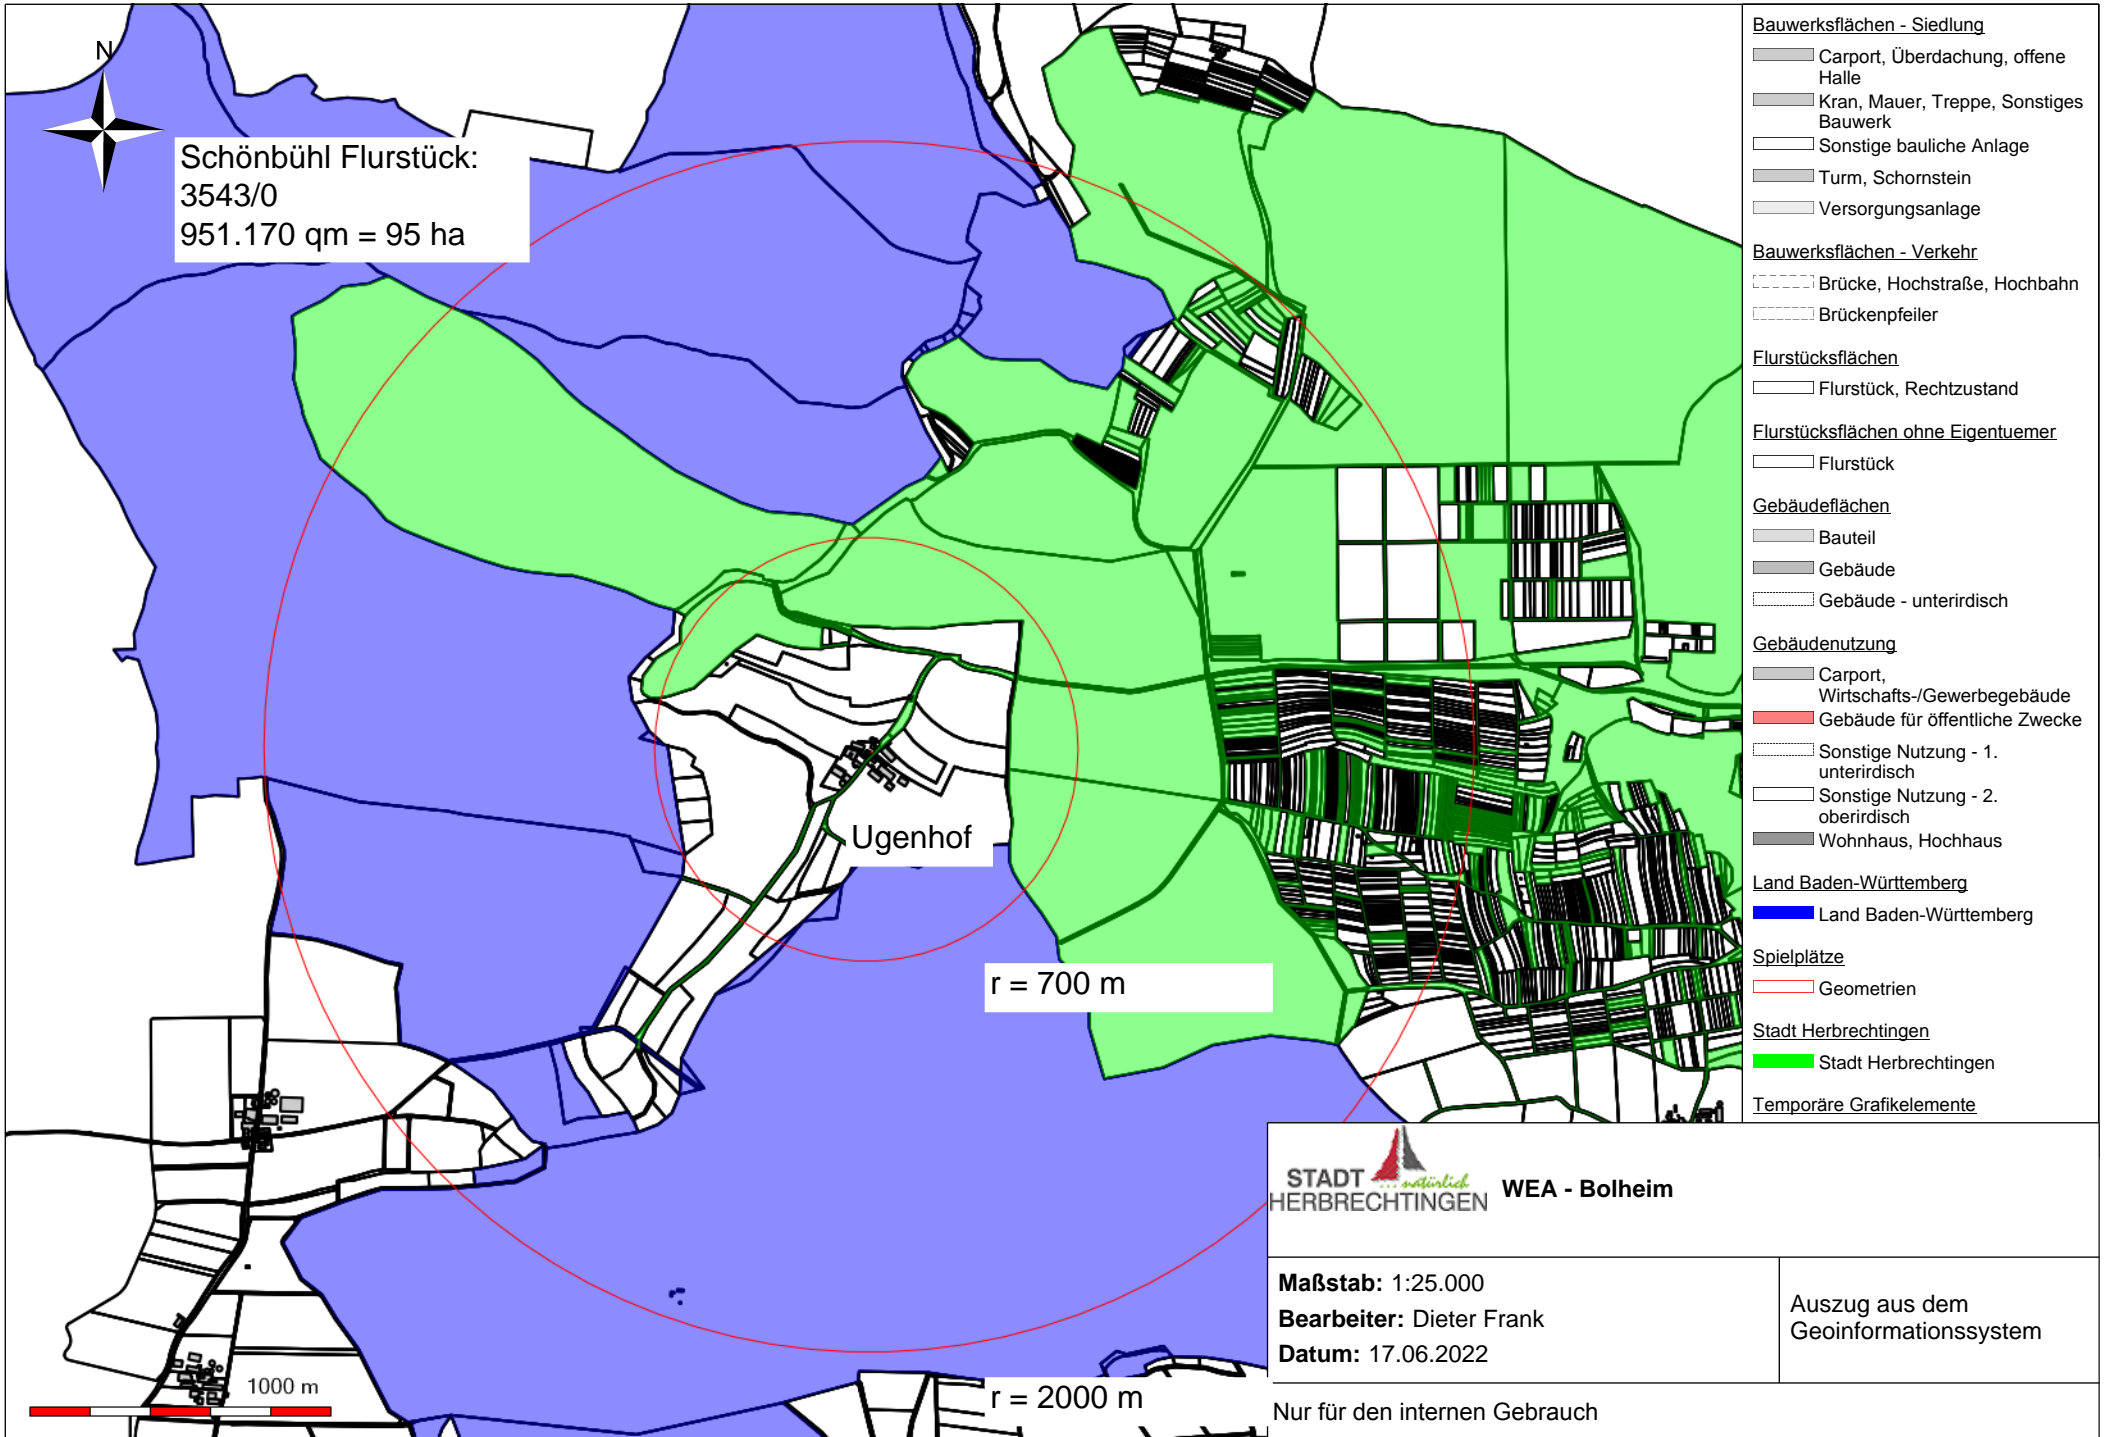 N
Schönbühl Flurstück:
3543/0
951.170 qm = 95 ha
Ugenhof
r = 700 m
r = 2000 m
1000 m
Bauwerksflächen - Siedlung
Carport, Überdachung, offene
Halle
Kran, Mauer, Treppe, Sonstiges
Bauwerk
Sonstige bauliche Anlage
Turm, Schornstein
Versorgungsanlage
Bauwerksflächen - Verkehr
Brücke, Hochstraße, Hochbahn
Brückenpfeiler
Flurstücksflächen
Flurstück, Rechtzustand
Flurstücksflächen ohne Eigentuemer
Flurstück
Gebäudeflächen
Bauteil
Gebäude
Gebäude - unterirdisch
Gebäudenutzung
Carport,
Wirtschafts-/Gewerbegebäude
Gebäude für öffentliche Zwecke
Sonstige Nutzung - 1.
unterirdisch
Sonstige Nutzung - 2.
oberirdisch
Wohnhaus, Hochhaus
Land Baden-Württemberg
Land Baden-Württemberg
Spielplätze
Geometrien
Stadt Herbrechtingen
Stadt Herbrechtingen
Temporäre Grafikelemente
STADT
...natürlich
HERBRECHTINGEN
WEA - Bolheim
Maßstab: 1:25.000
Bearbeiter: Dieter Frank
Datum: 17.06.2022
Auszug aus dem
Geoinformationssystem
Nur für den internen Gebrauch